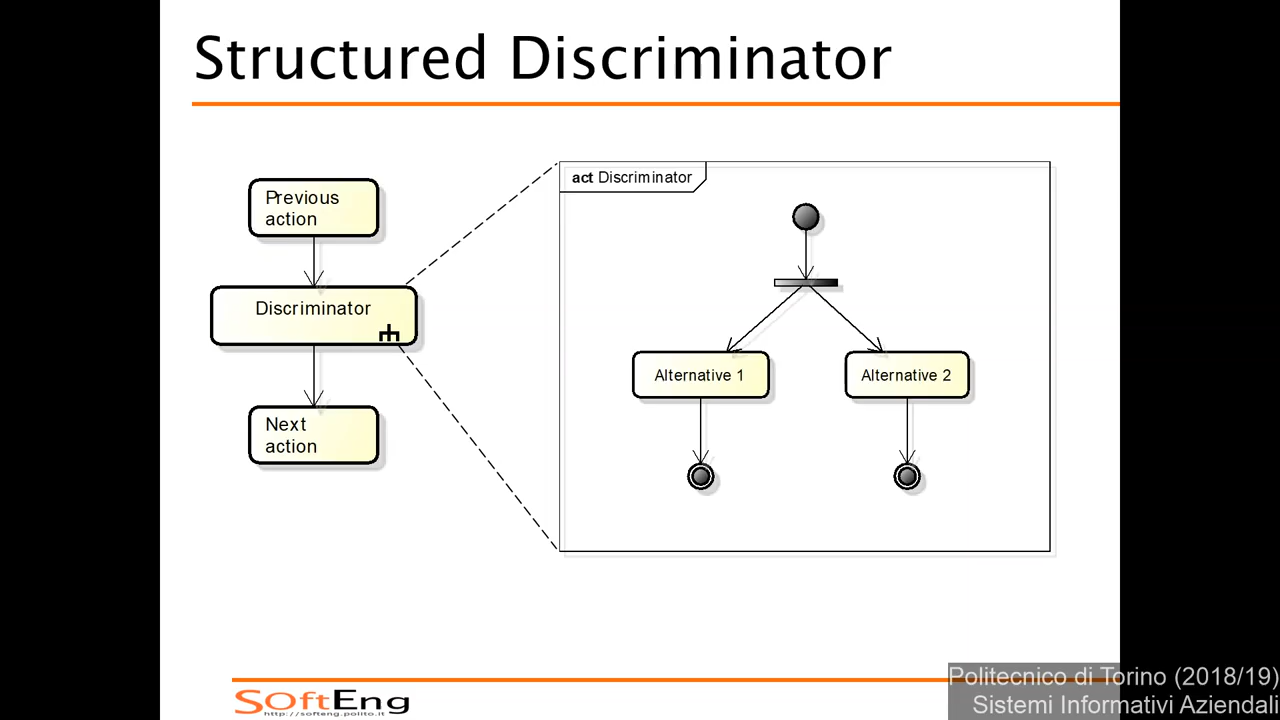 Structured Discriminator
Previous
action
Discriminator
Next
action
act Discriminator
Alternative 1
Alternative 2
SoftEng
http://softeng.polito.it
Politecnico di Torino (2018/19)
Sistemi Informativi Aziendali